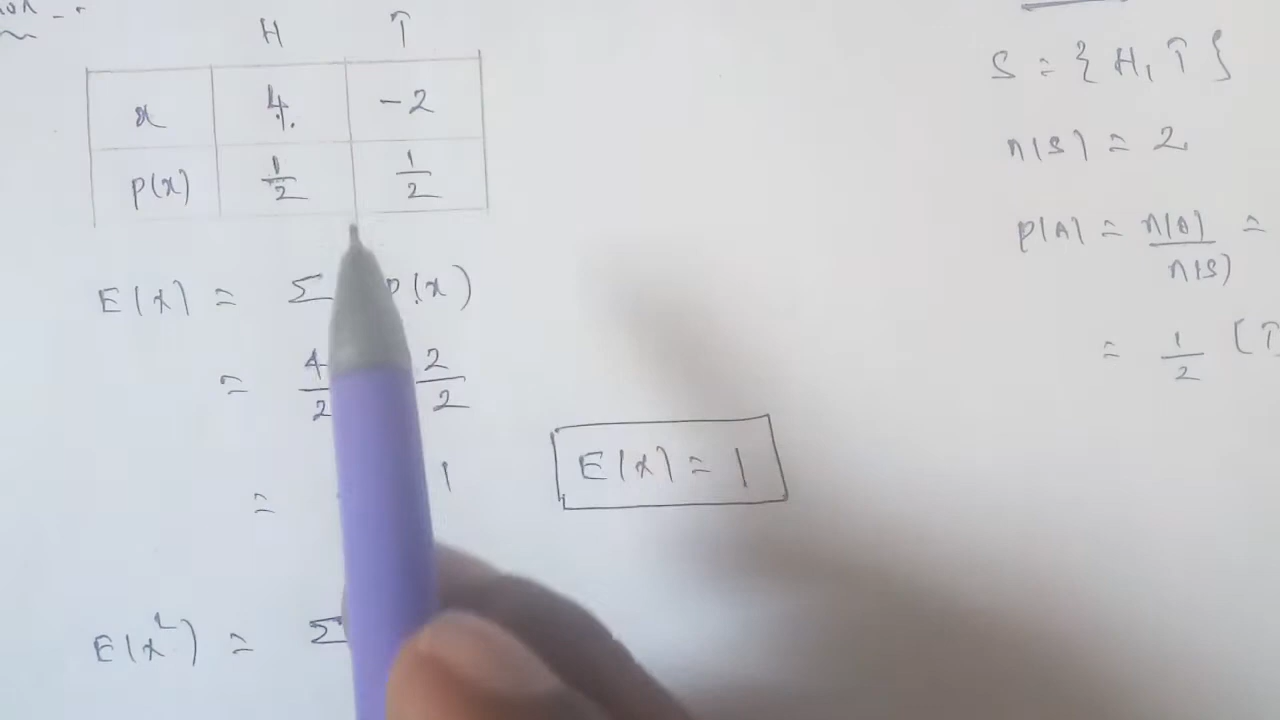 H T
x 4. -2
P(x) 1/2 1/2
E(x) = Σ P(x)
= 4/2 2/2
= 1
E(x) = 1
E(x²) = Σ
S = {H, T}
n(S) = 2
P(A) = n(A)/n(S) =
= 1/2 (T